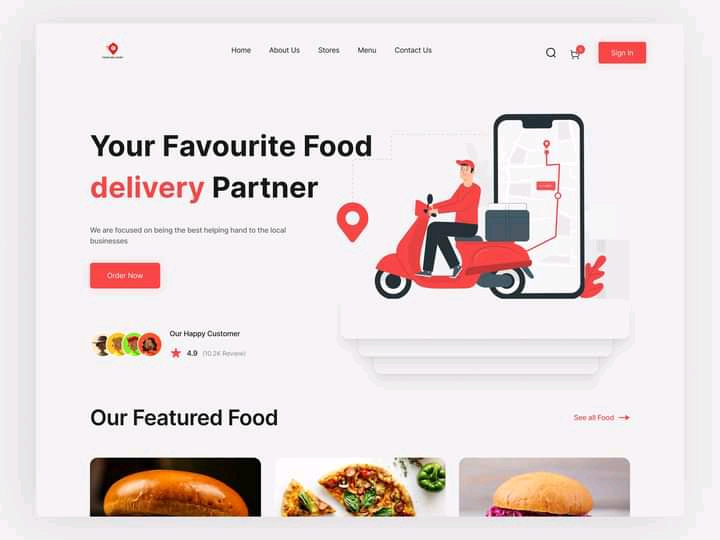 Home About Us Stores Menu Contact Us
Sign In
Your Favourite Food
delivery Partner
We are focused on being the best helping hand to the local
businesses
Order Now
Our Happy Customer
4.9 (10.2K Review)
Our Featured Food
See all Food